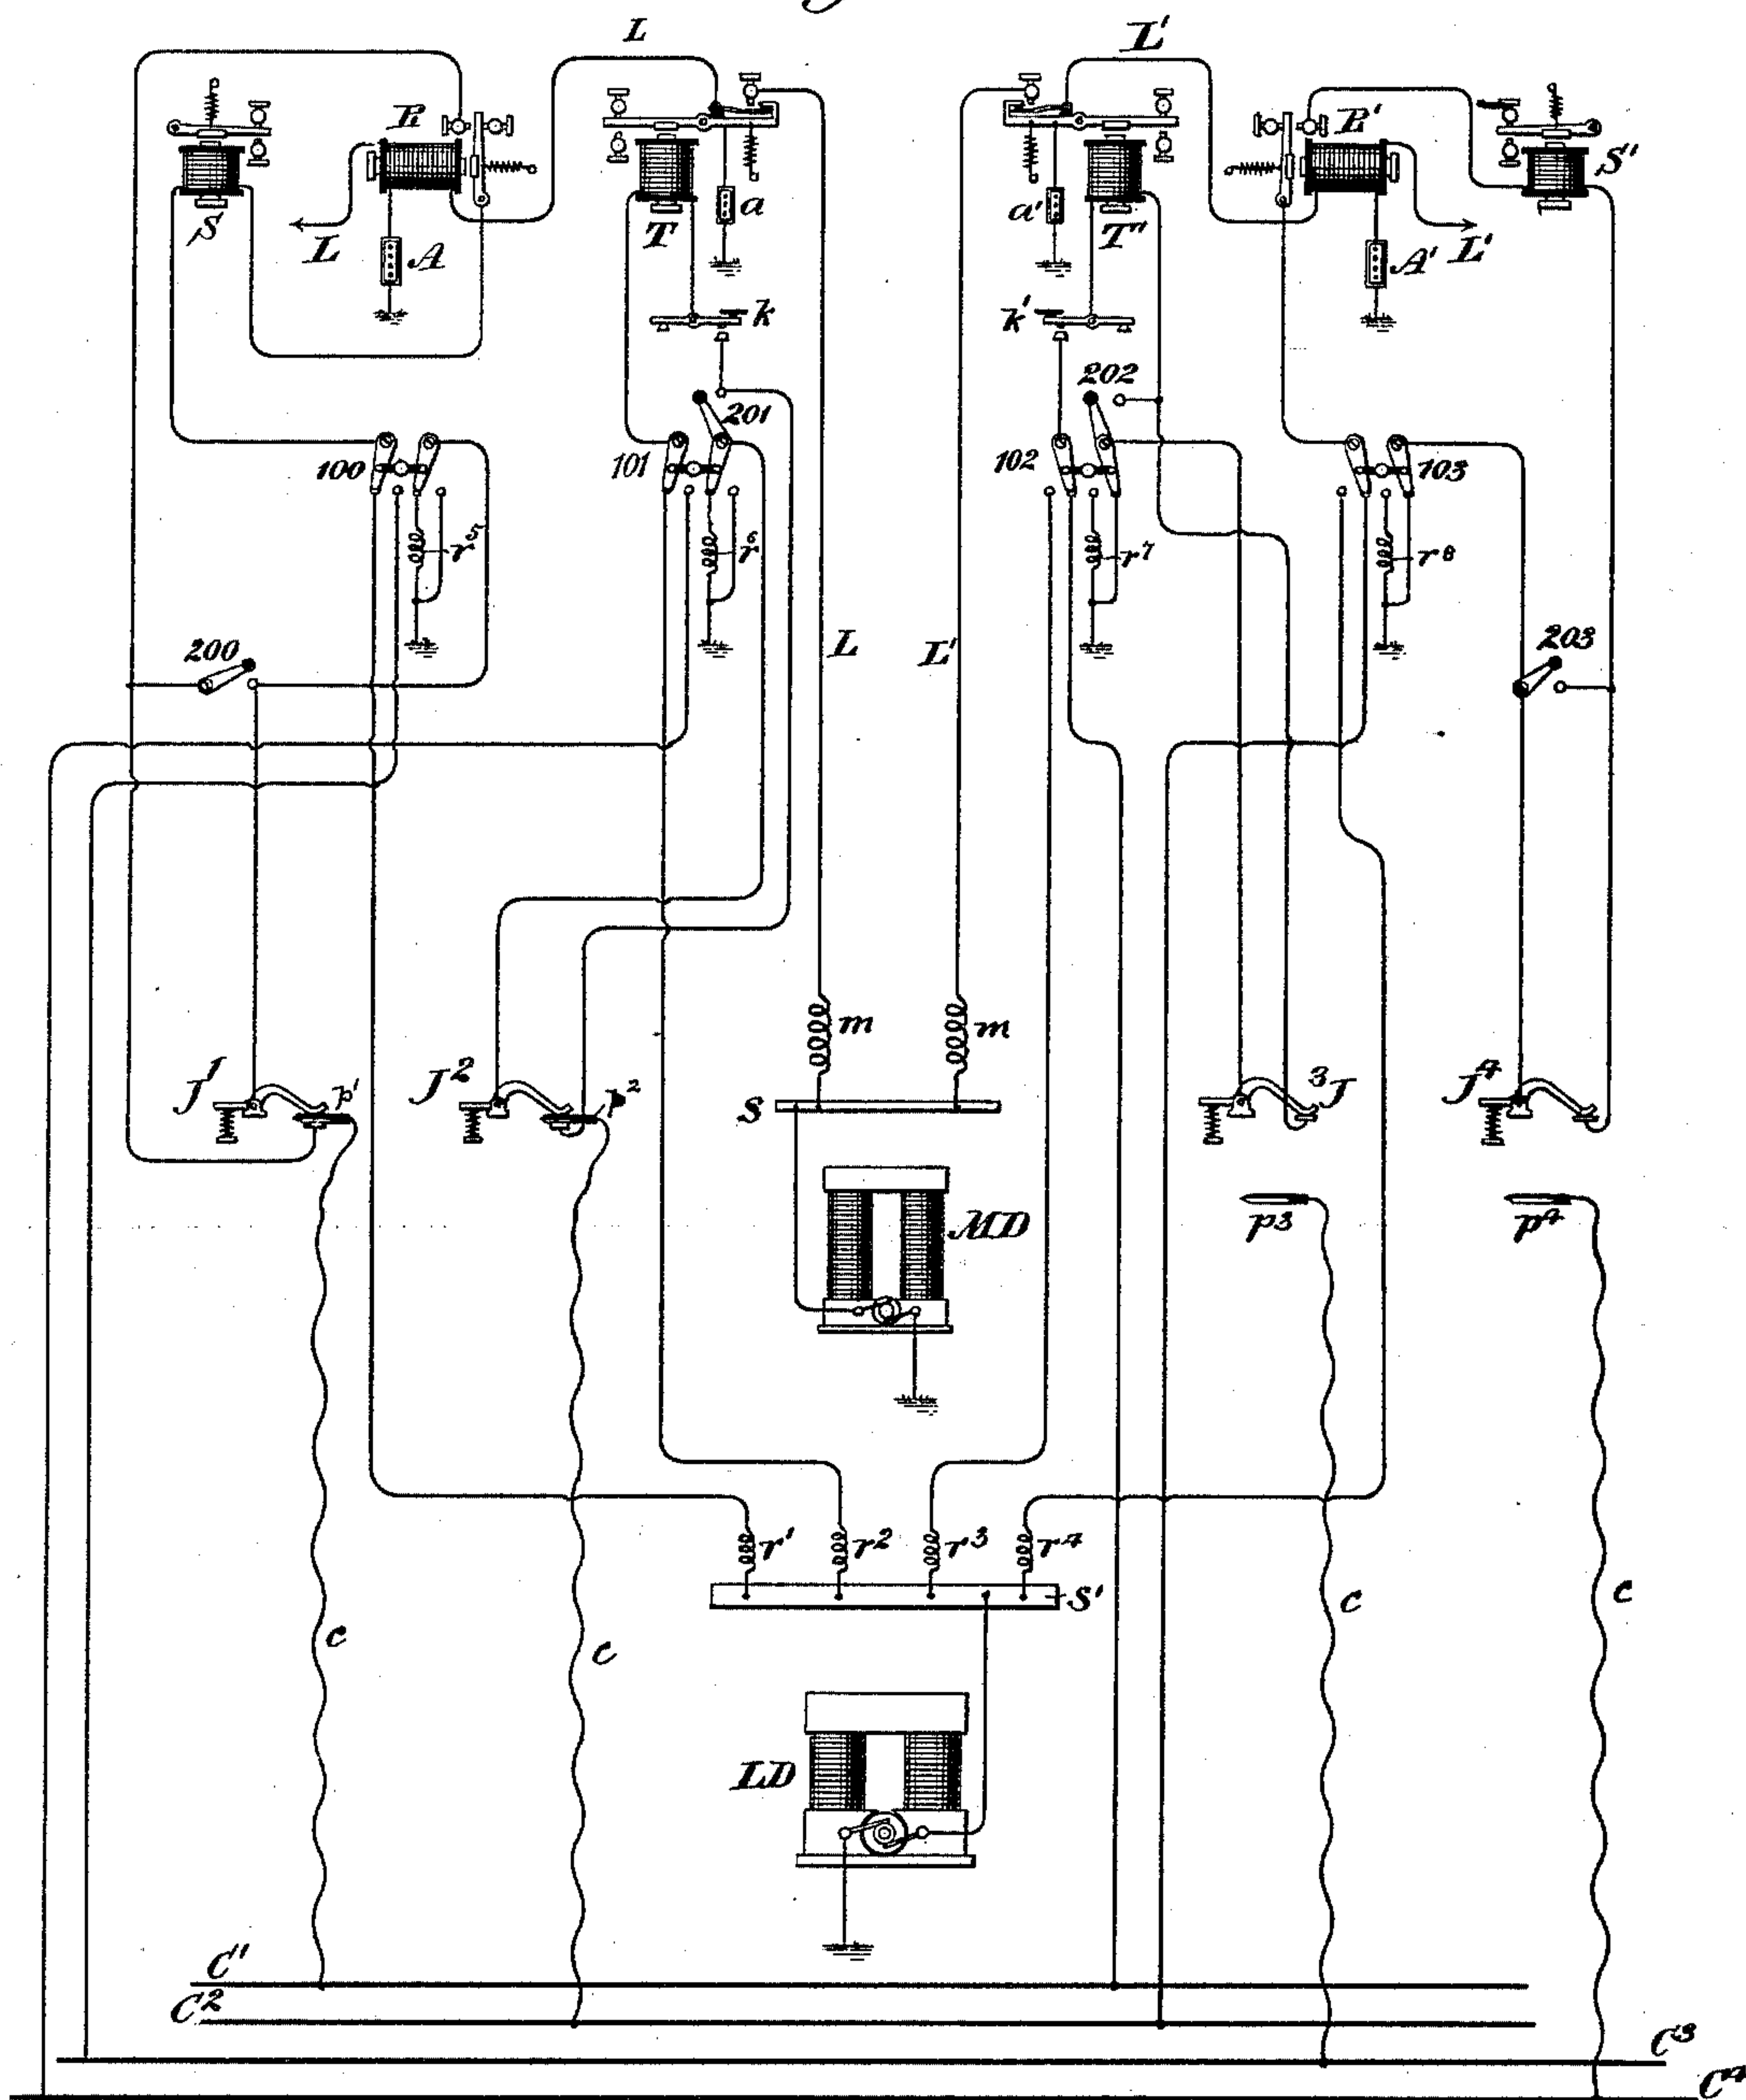 L L'
R R'
S S'
L A T a a' T' A' L'
k k'
202
201
100 101 102 103
r5 r6 r7 r8
200 L L' 203
m m
J1 p1 J2 p2 S 3J J4
MD p3 p4
r1 r2 r3 r4
S'
c c c c
LD
C1
C2
C3
C4